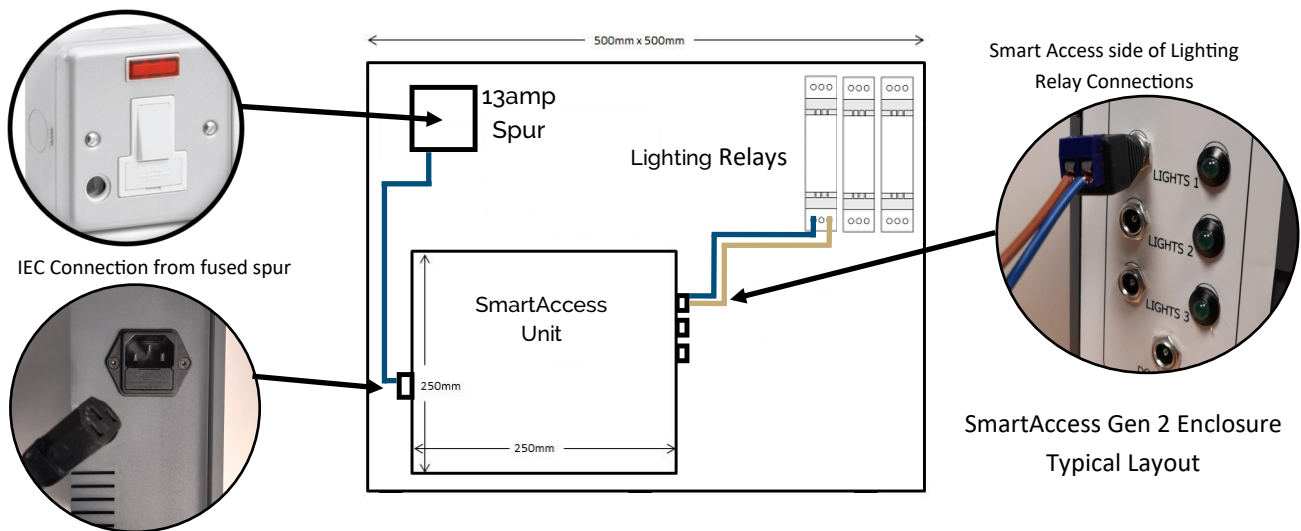 500mm x 500mm
Smart Access side of Lighting
Relay Connections
13amp
Spur
Lighting Relays
LIGHTS 1
LIGHTS 2
LIGHTS 3
IEC Connection from fused spur
SmartAccess
Unit
250mm
250mm
SmartAccess Gen 2 Enclosure
Typical Layout